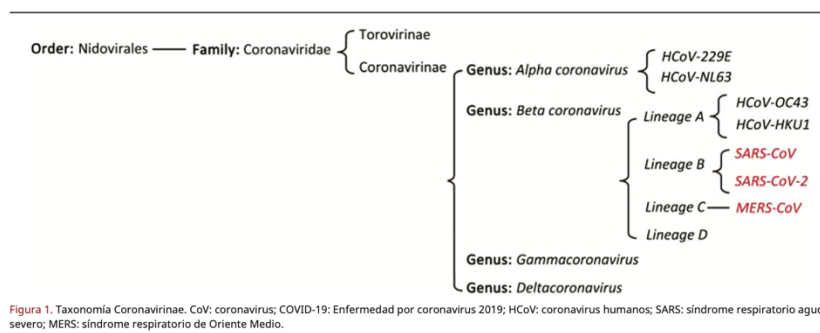 Order: Nidovirales
Family: Coronaviridae
Torovirinae
Coronavirinae
Genus: Alpha coronavirus
HCoV-229E
HCoV-NL63
Genus: Beta coronavirus
Lineage A
HCoV-OC43
HCoV-HKU1
Lineage B
SARS-CoV
SARS-CoV-2
Lineage C
MERS-CoV
Lineage D
Genus: Gammacoronavirus
Genus: Deltacoronavirus
Figura 1. Taxonomía Coronavirinae. CoV: coronavirus; COVID-19: Enfermedad por coronavirus 2019; HCoV: coronavirus humanos; SARS: síndrome respiratorio agu
severo; MERS: síndrome respiratorio de Oriente Medio.